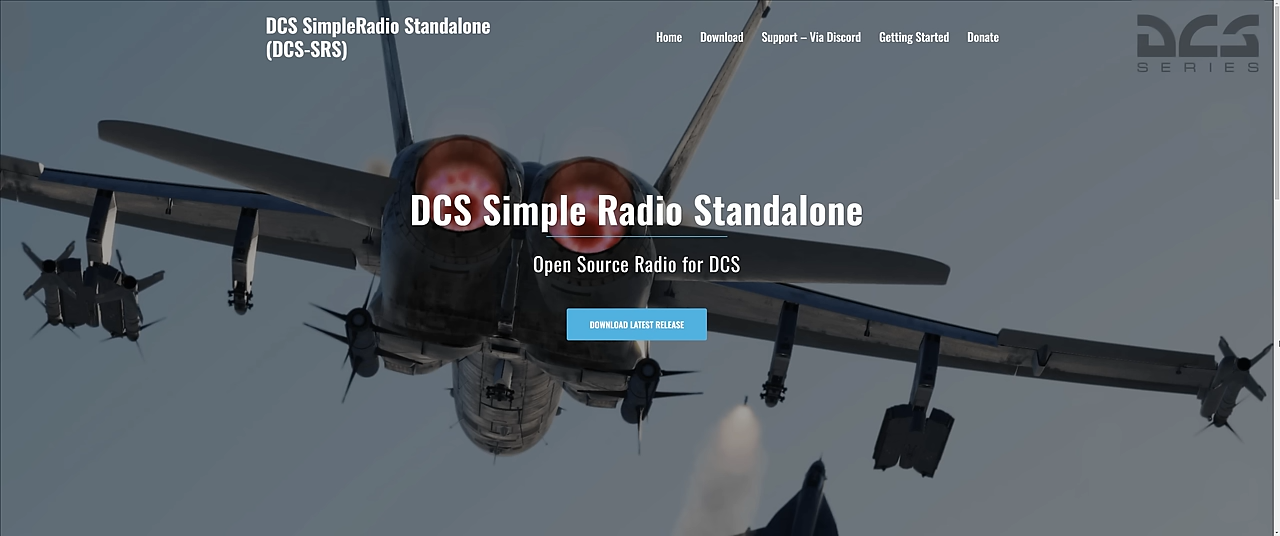 DCS SimpleRadio Standalone
(DCS-SRS)
Home Download Support – Via Discord Getting Started Donate
DCS
SERIES
DCS Simple Radio Standalone
Open Source Radio for DCS
DOWNLOAD LATEST RELEASE